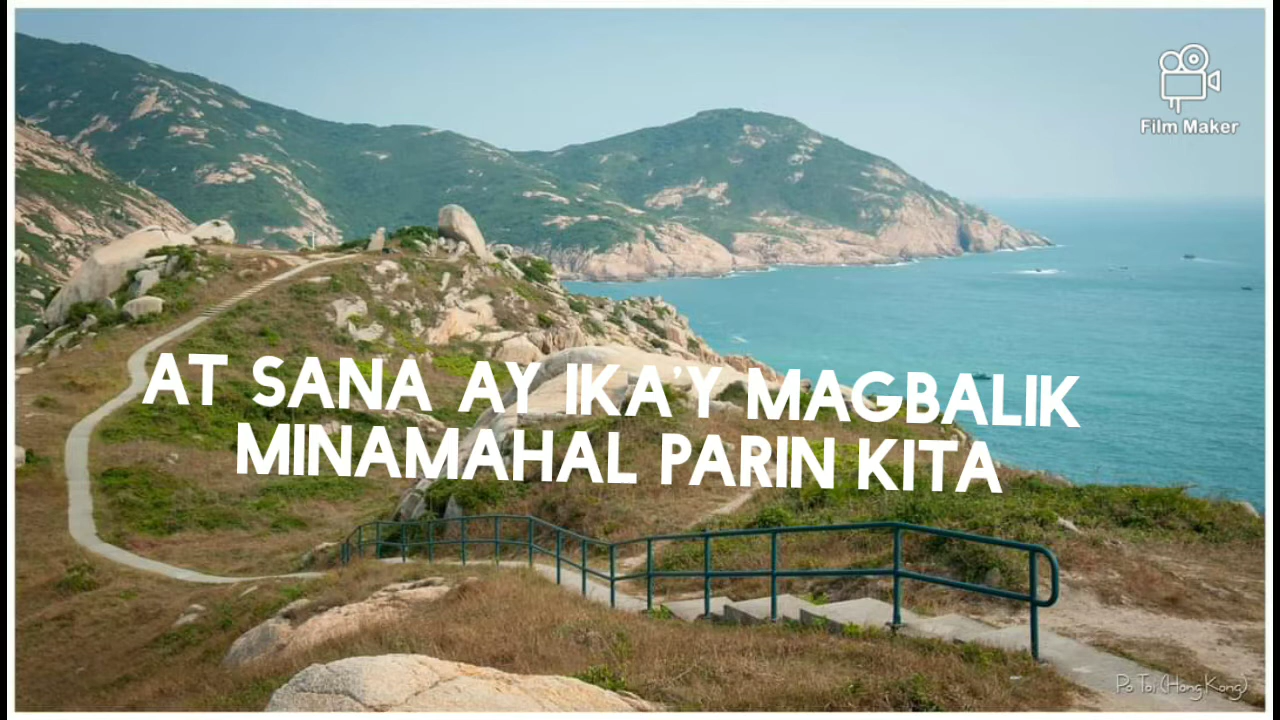 Film Maker
AT SANA AY IKA'Y MAGBALIK
MINAMAHAL PARIN KITA
Po Toi (Hong Kong)